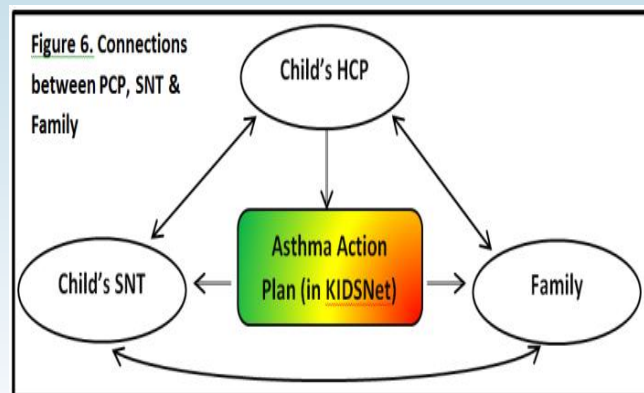 Figure 6. Connections
between PCP, SNT &
Family
Child's HCP
Asthma Action
Plan (in KIDSNet)
Child's SNT
Family